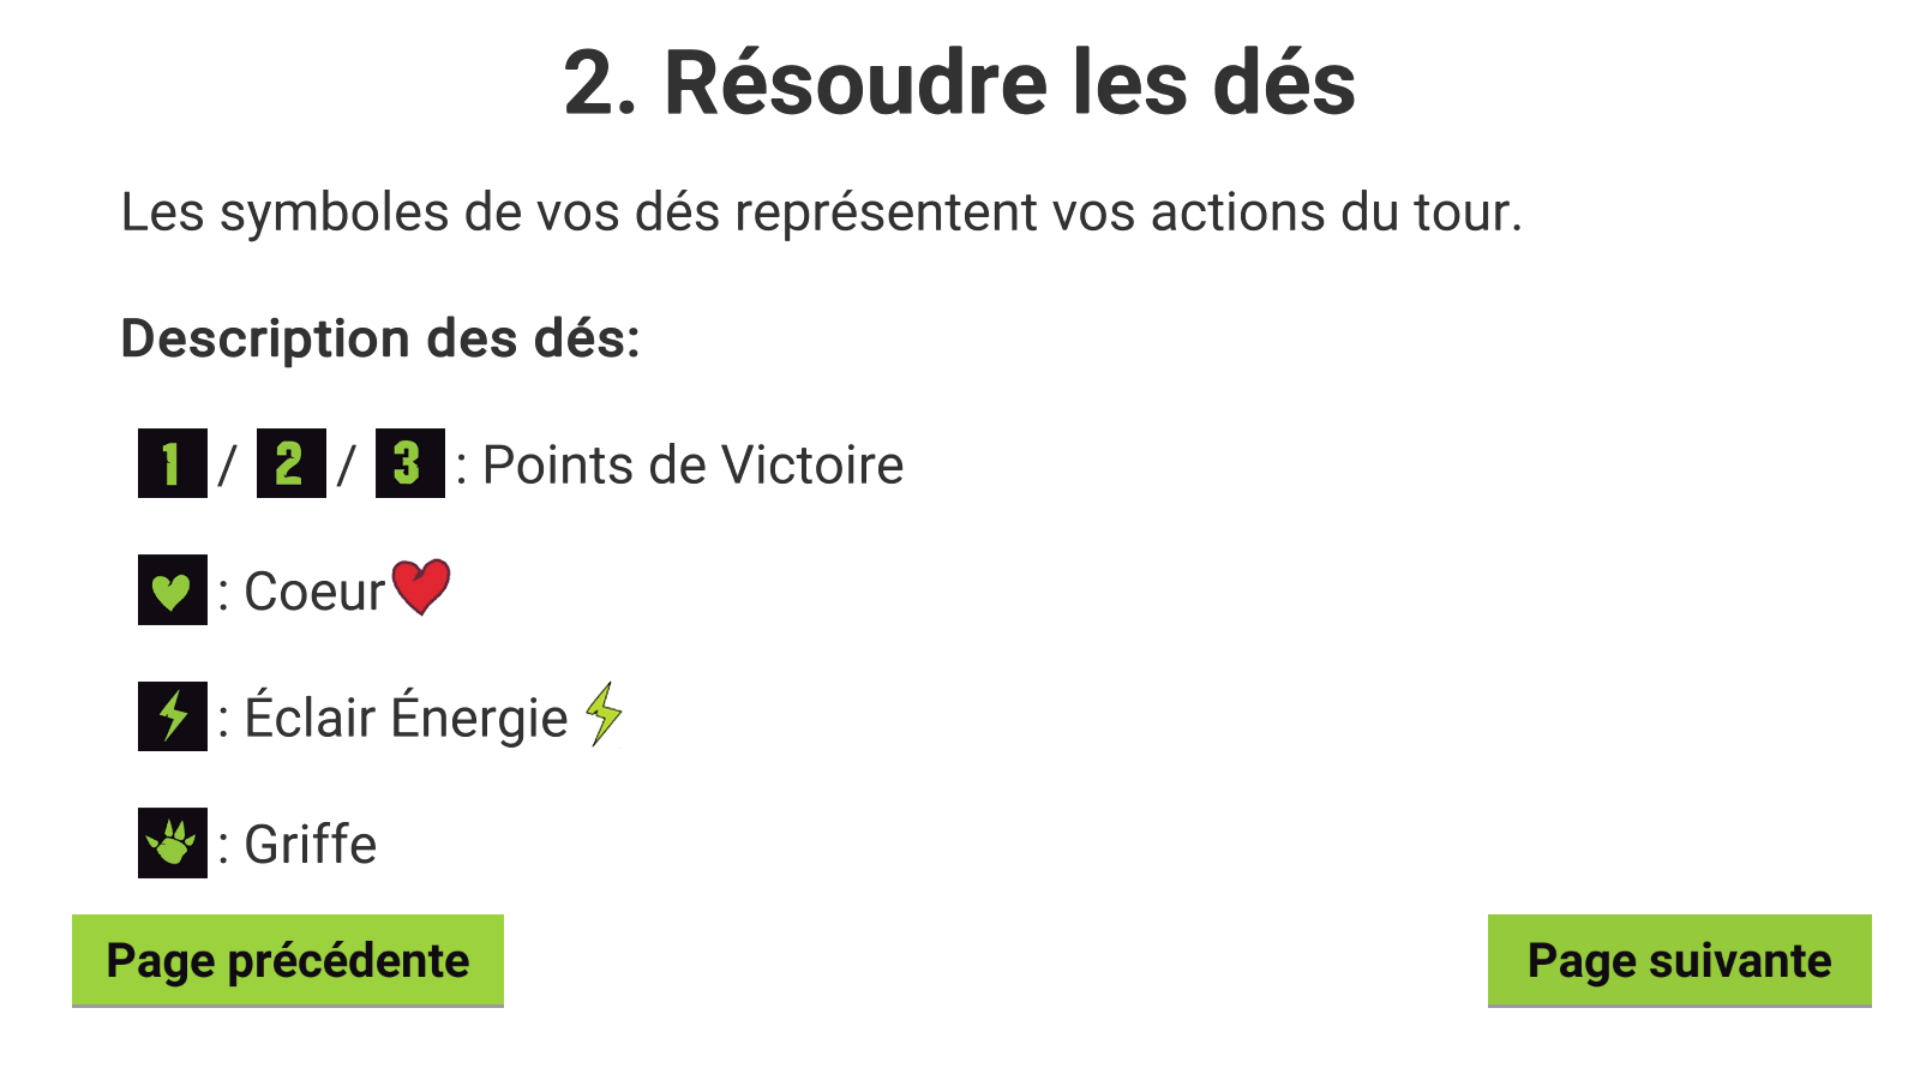 2. Résoudre les dés
Les symboles de vos dés représentent vos actions du tour.
Description des dés:
1 / 2 / 3 : Points de Victoire
: Coeur
: Éclair Énergie
: Griffe
Page précédente
Page suivante